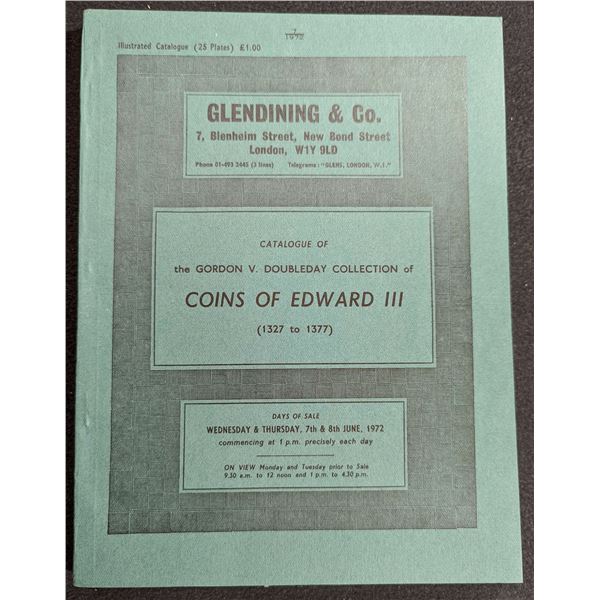 7
1972
Illustrated Catalogue (25 Plates) £1.00
GLENDINING & Co.
7, Blenheim Street, New Bond Street
London, W1Y 9LD
Phone 01-493 2445 (3 lines) Telegrams: "GLENS, LONDON, W.1."
CATALOGUE OF
the GORDON V. DOUBLEDAY COLLECTION of
COINS OF EDWARD III
(1327 to 1377)
DAYS OF SALE
WEDNESDAY & THURSDAY, 7th & 8th JUNE, 1972
commencing at 1 p.m. precisely each day
ON VIEW Monday and Tuesday prior to Sale
9.30 a.m. to 12 noon and 1 p.m. to 4.30 p.m.